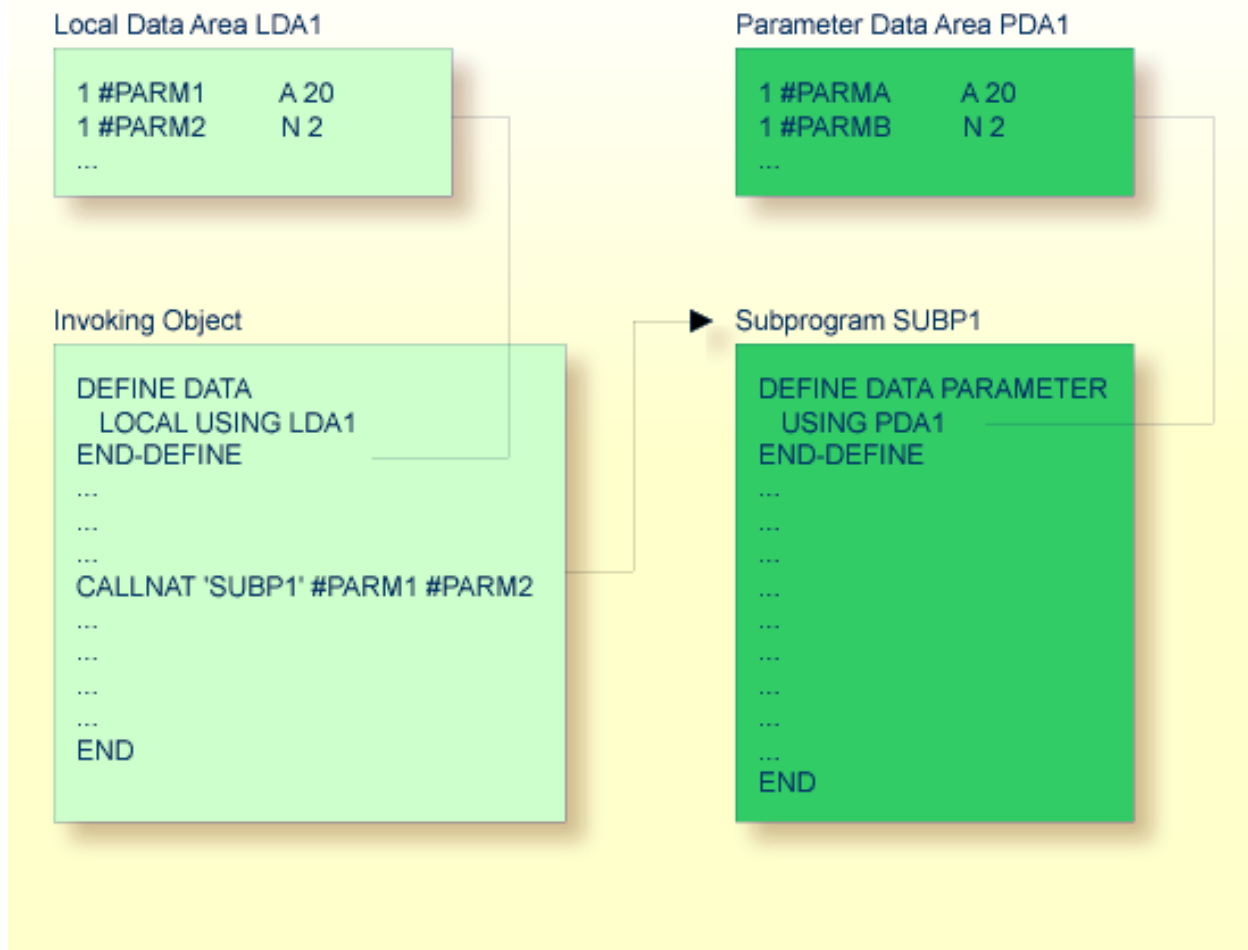 Local Data Area LDA1
1 #PARM1 A 20
1 #PARM2 N 2
...
Parameter Data Area PDA1
1 #PARMA A 20
1 #PARMB N 2
...
Invoking Object
DEFINE DATA
LOCAL USING LDA1
END-DEFINE
...
...
...
CALLNAT 'SUBP1' #PARM1 #PARM2
...
...
...
...
END
Subprogram SUBP1
DEFINE DATA PARAMETER
USING PDA1
END-DEFINE
...
...
...
...
...
...
...
...
...
END